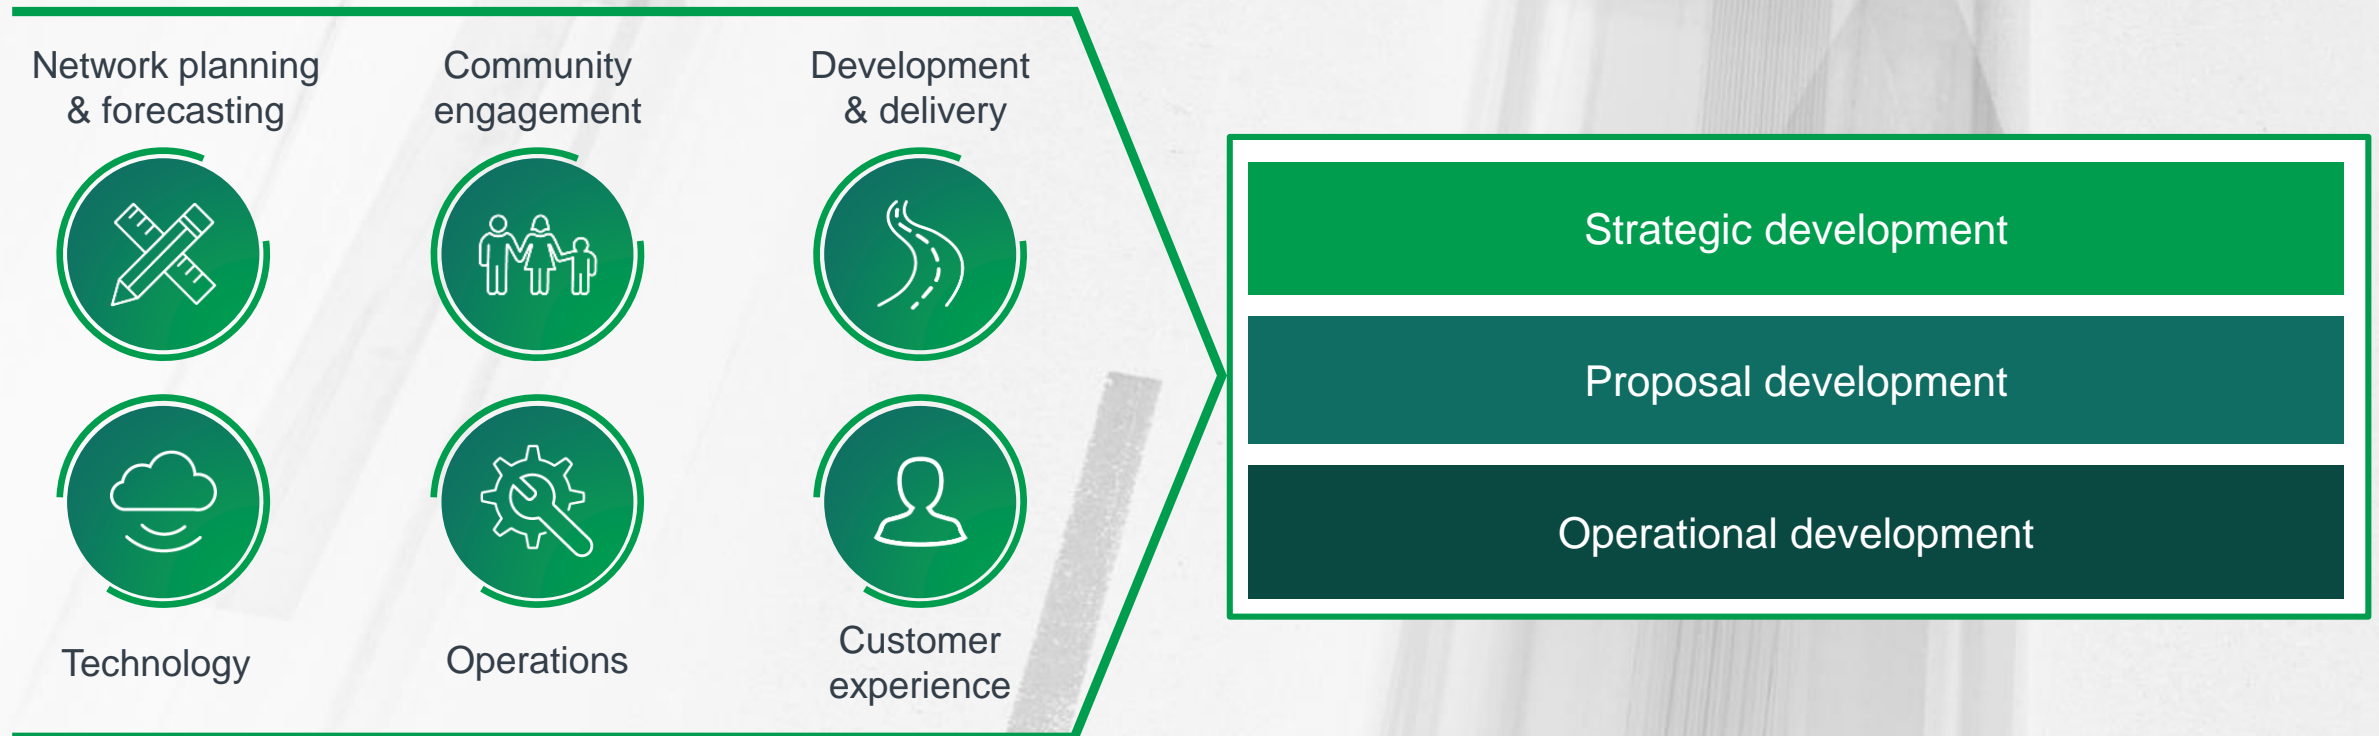 Network planning
& forecasting
Community
engagement
Development
& delivery
Technology
Operations
Customer
experience
Strategic development
Proposal development
Operational development